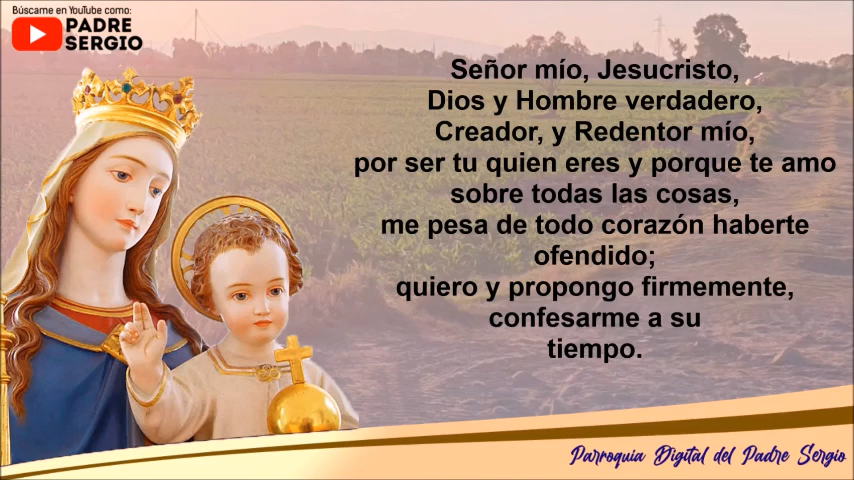 Búscame en YouTube como:
PADRE
SERGIO
Señor mío, Jesucristo,
Dios y Hombre verdadero,
Creador, y Redentor mío,
por ser tu quien eres y porque te amo
sobre todas las cosas,
me pesa de todo corazón haberte
ofendido;
quiero y propongo firmemente,
confesarme a su
tiempo.
Parroquia Digital del Padre Sergio